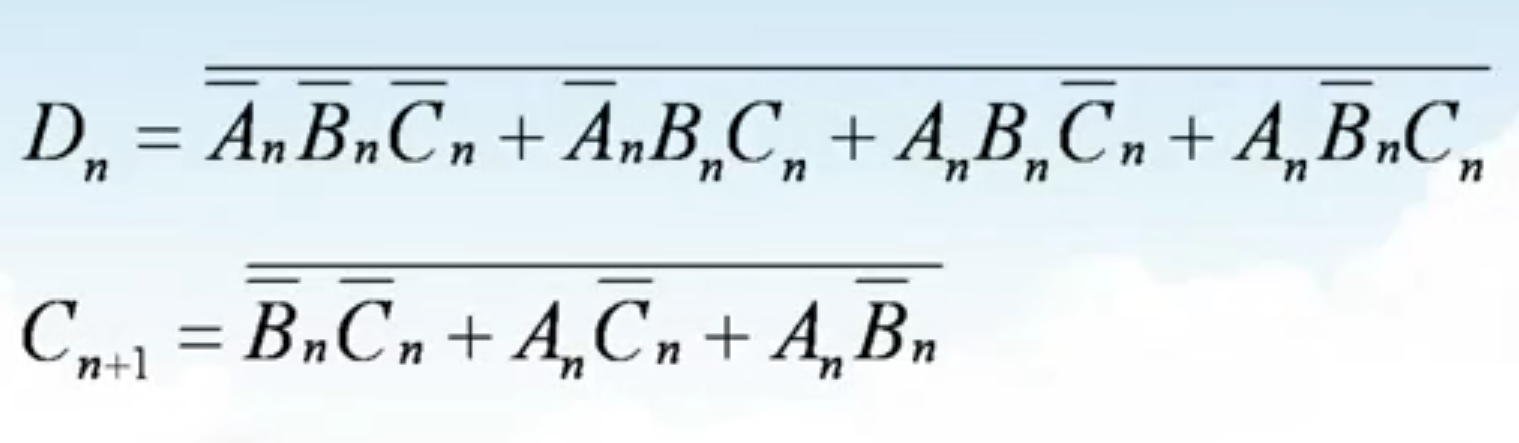 $D_n = \overline{\overline{A}_n \overline{B}_n \overline{C}_n + \overline{A}_n B_n C_n + A_n B_n \overline{C}_n + A_n \overline{B}_n C_n}$
$C_{n+1} = \overline{\overline{B}_n \overline{C}_n + A_n \overline{C}_n + A_n \overline{B}_n}$